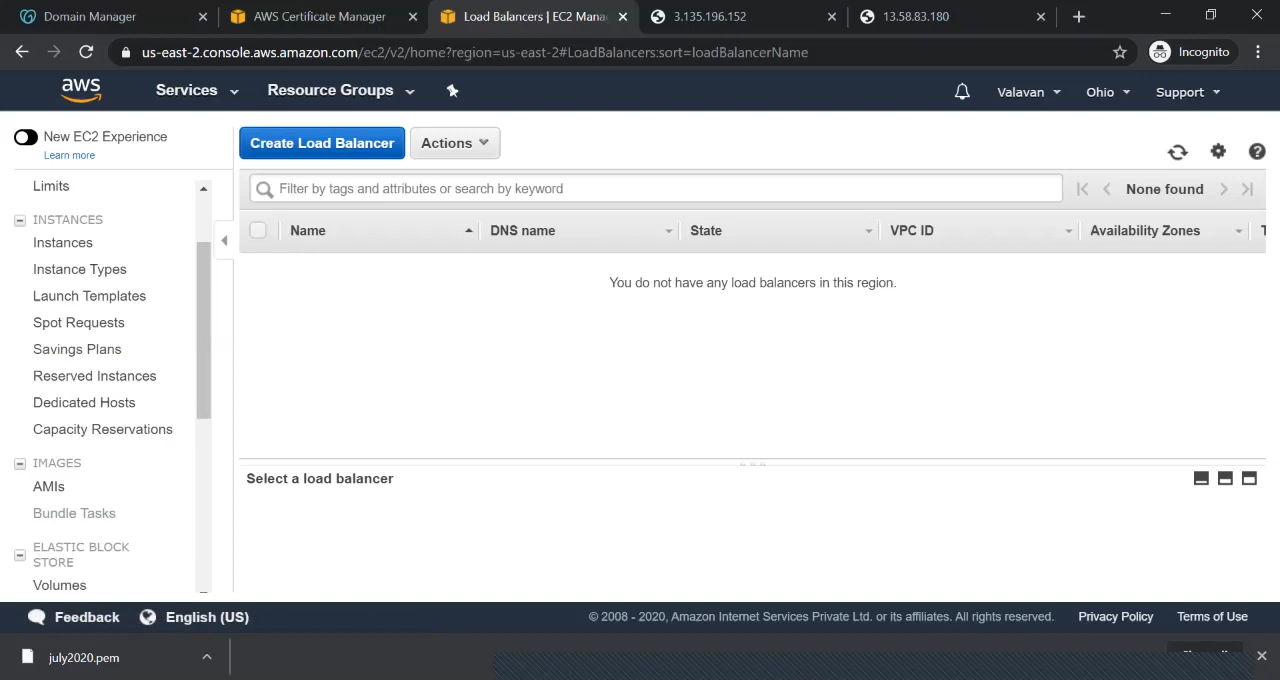 Domain Manager
AWS Certificate Manager
Load Balancers | EC2 Mana
3.135.196.152
13.58.83.180
us-east-2.console.aws.amazon.com/ec2/v2/home?region=us-east-2#LoadBalancers:sort=loadBalancerName
Incognito
aws
Services
Resource Groups
Valavan
Ohio
Support
New EC2 Experience
Learn more
Limits
INSTANCES
Instances
Instance Types
Launch Templates
Spot Requests
Savings Plans
Reserved Instances
Dedicated Hosts
Capacity Reservations
IMAGES
AMIs
Bundle Tasks
ELASTIC BLOCK
STORE
Volumes
Create Load Balancer
Actions
Filter by tags and attributes or search by keyword
None found
Name
DNS name
State
VPC ID
Availability Zones
You do not have any load balancers in this region.
Select a load balancer
Feedback
English (US)
© 2008 - 2020, Amazon Internet Services Private Ltd. or its affiliates. All rights reserved.
Privacy Policy
Terms of Use
july2020.pem